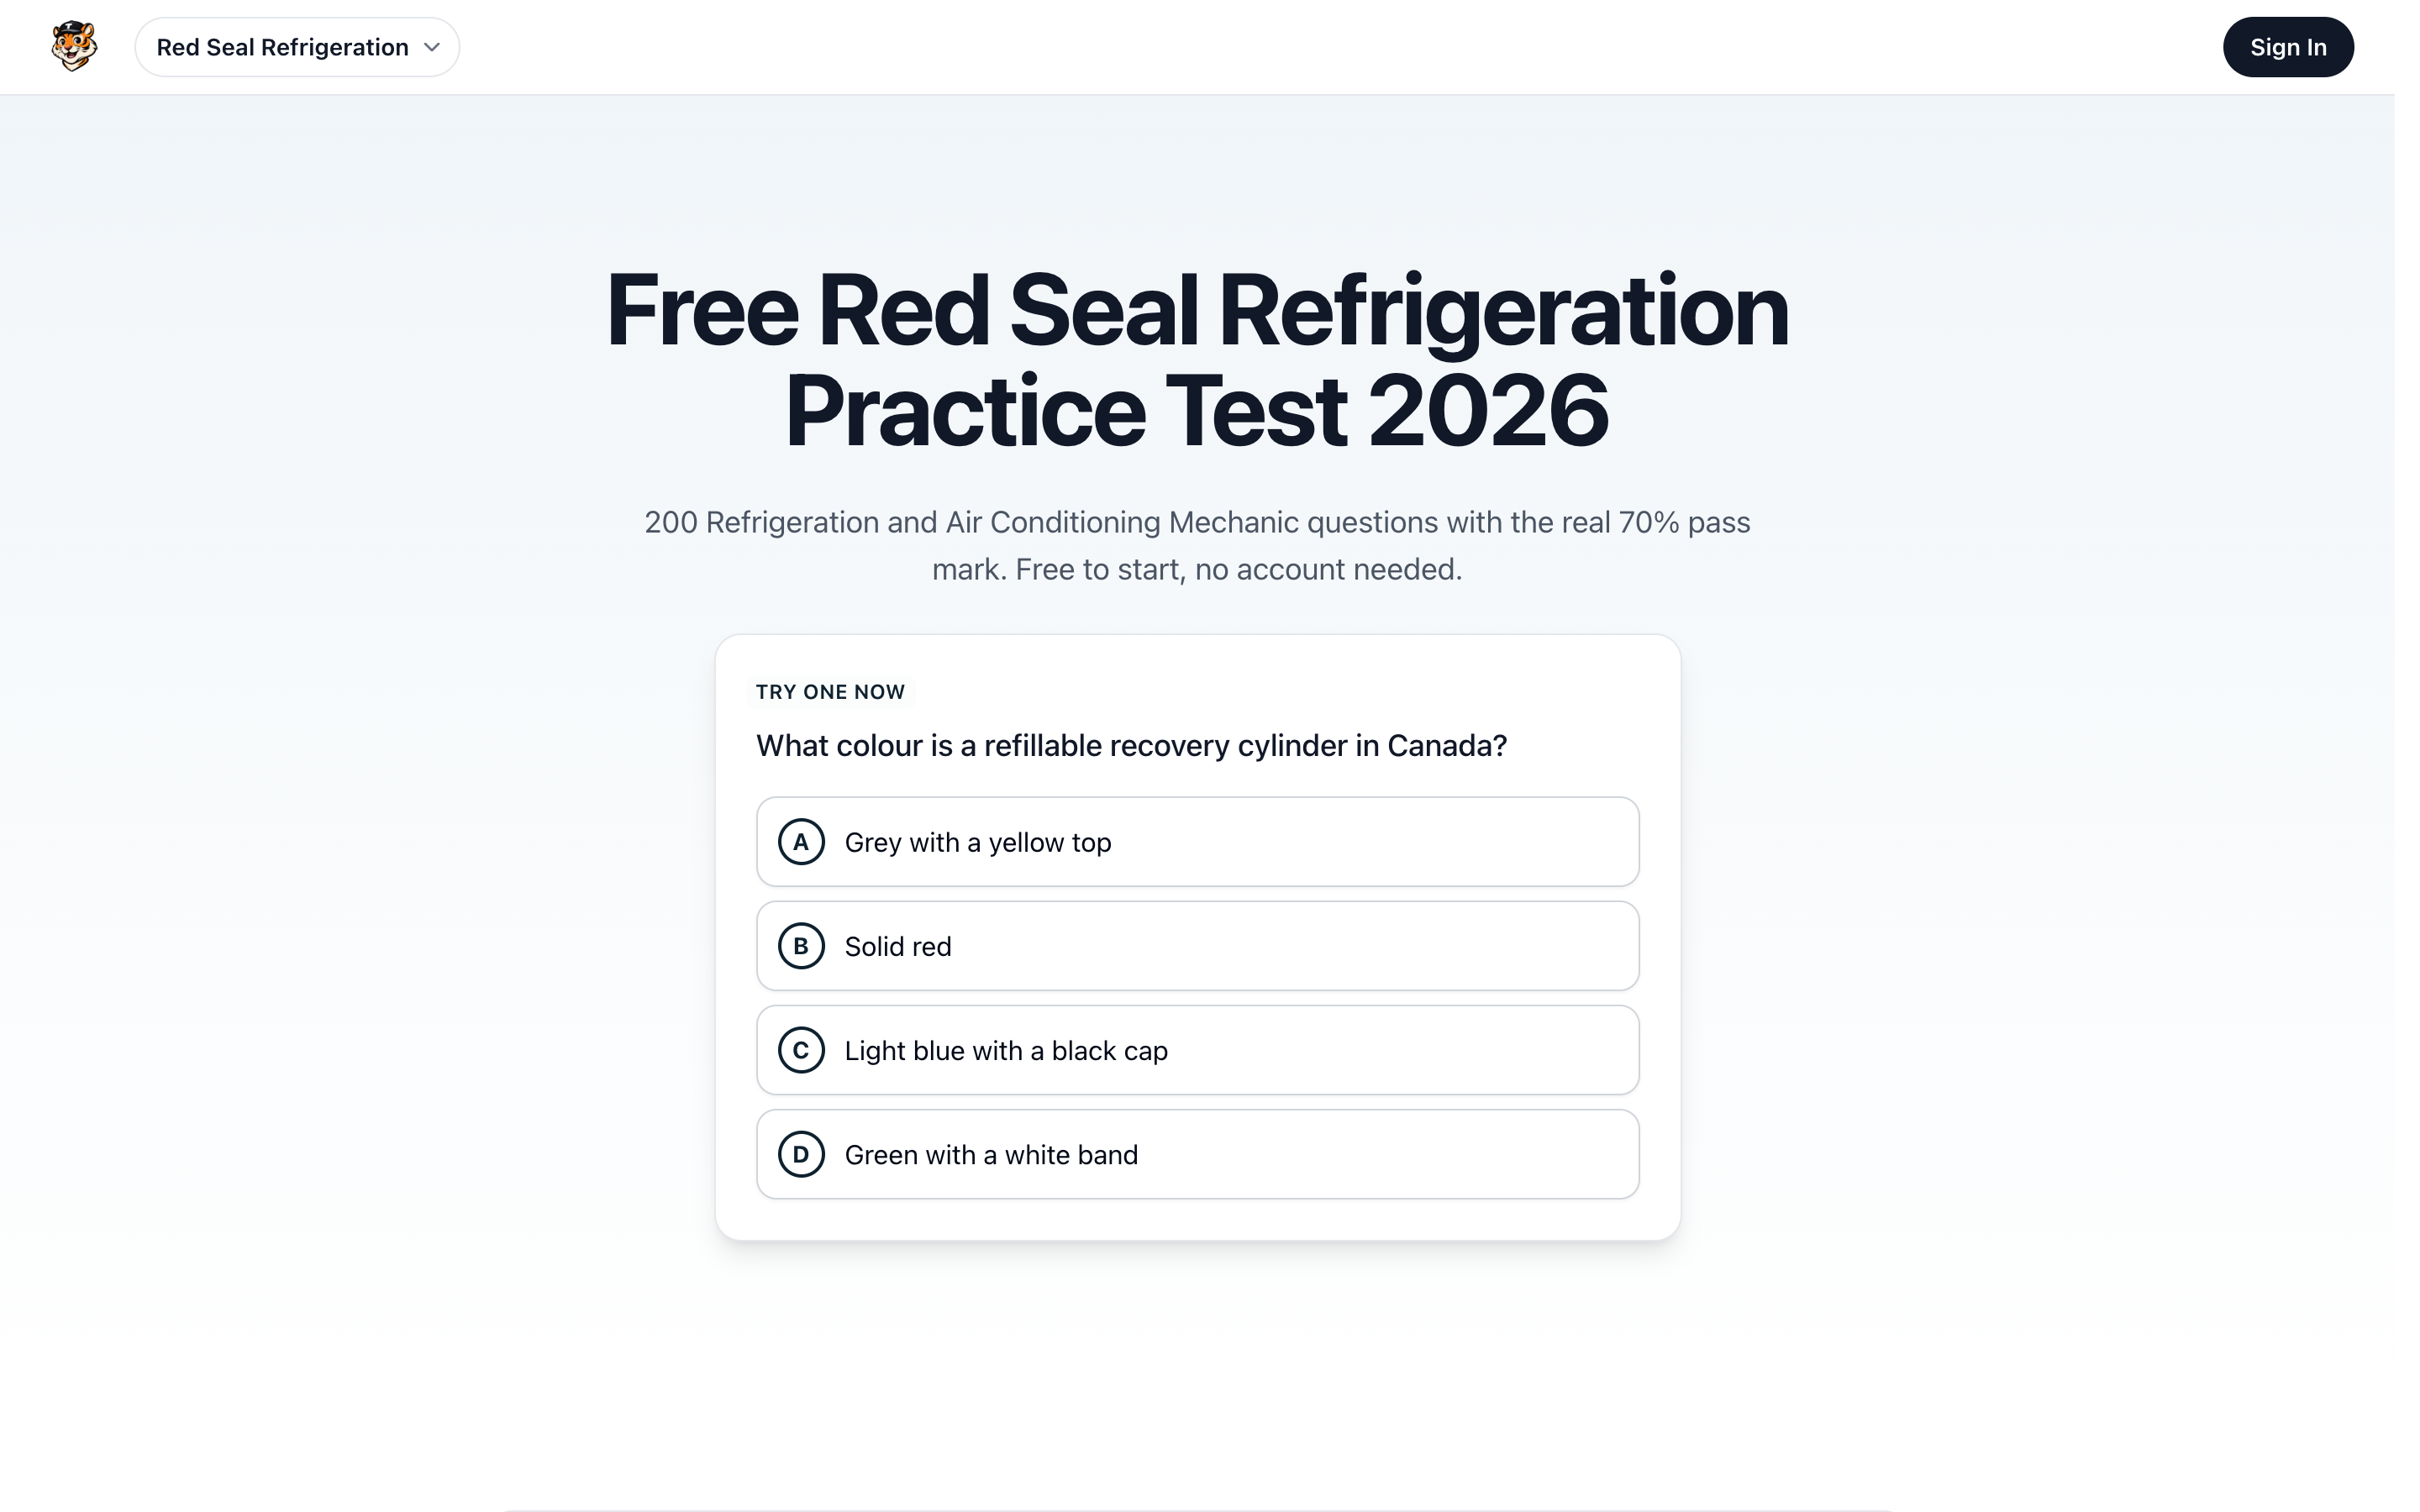 Red Seal Refrigeration
Sign In
Free Red Seal Refrigeration
Practice Test 2026
200 Refrigeration and Air Conditioning Mechanic questions with the real 70% pass
mark. Free to start, no account needed.
TRY ONE NOW
What colour is a refillable recovery cylinder in Canada?
A Grey with a yellow top
B Solid red
C Light blue with a black cap
D Green with a white band